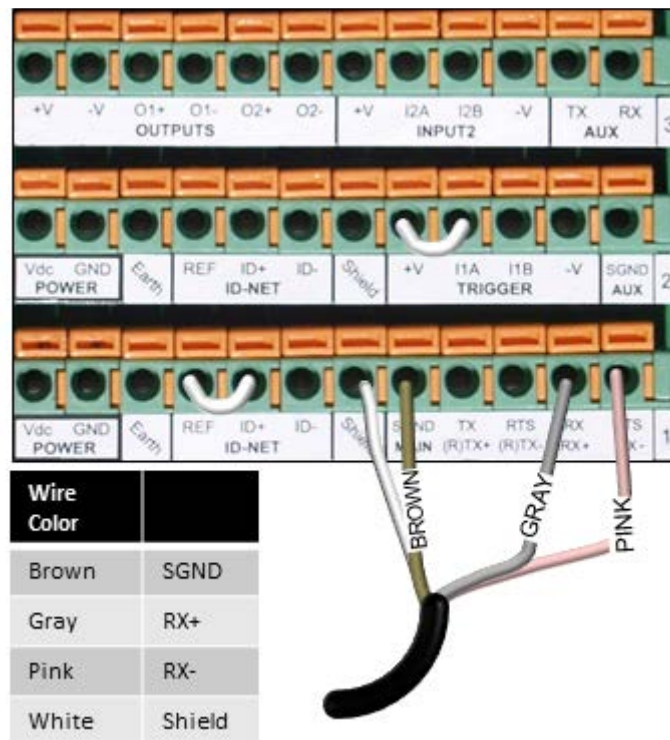 +V -V O1+ O1- O2+ O2- +V I2A I2B -V TX RX
OUTPUTS INPUT2 AUX 3
Vdc GND Earth REF ID+ ID- Shield +V I1A I1B -V SGND
POWER ID-NET TRIGGER AUX 2
Vdc GND Earth REF ID+ ID- TX RTS RX
POWER ID-NET (R)TX+ (R)TX- 1
BROWN
GRAY
PINK
Wire
Color
Brown SGND
Gray RX+
Pink RX-
White Shield